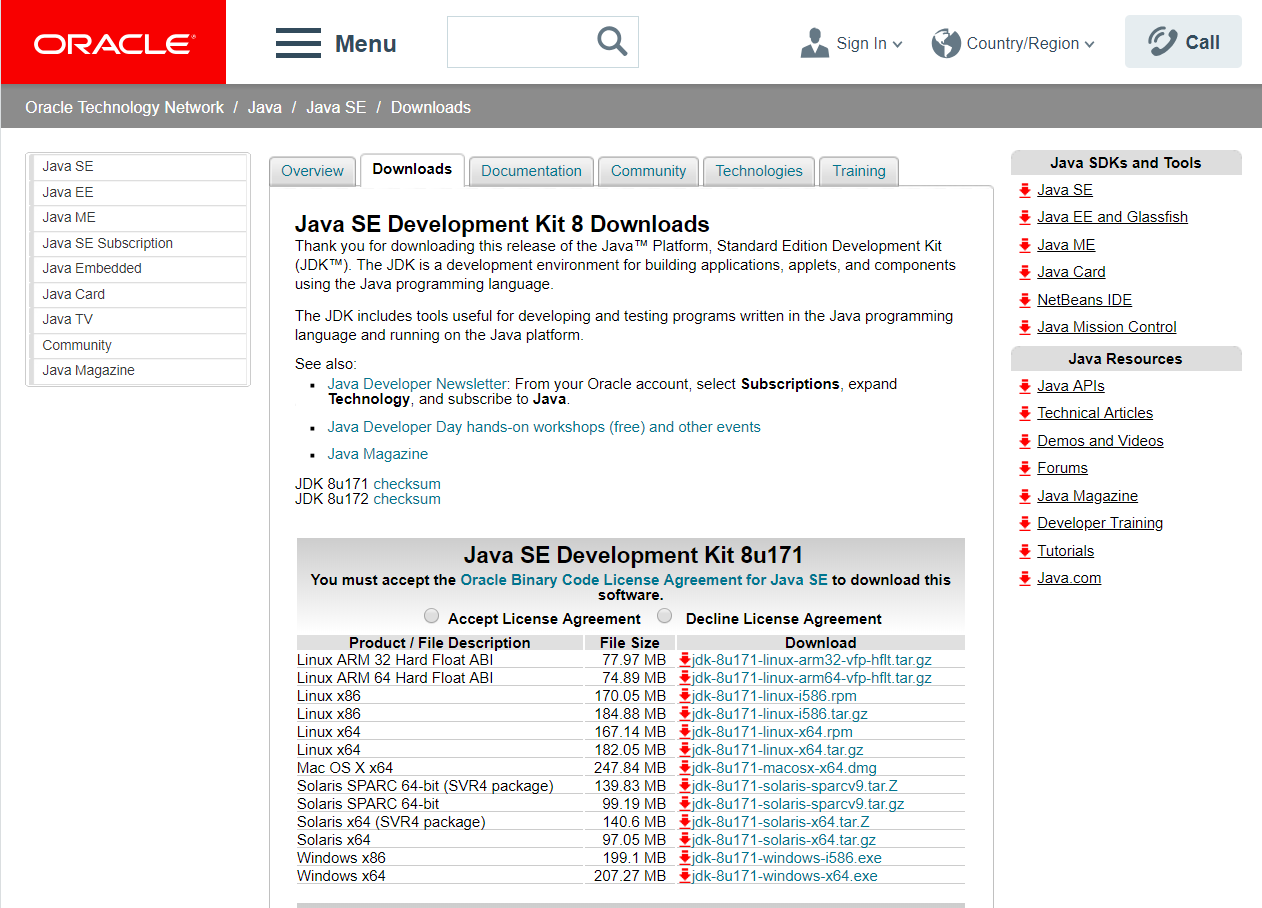 ORACLE
Menu
Sign In
Country/Region
Call
Oracle Technology Network / Java / Java SE / Downloads
Java SE
Java EE
Java ME
Java SE Subscription
Java Embedded
Java Card
Java TV
Community
Java Magazine
Overview
Downloads
Documentation
Community
Technologies
Training
Java SE Development Kit 8 Downloads
Thank you for downloading this release of the Java™ Platform, Standard Edition Development Kit
(JDK™). The JDK is a development environment for building applications, applets, and components
using the Java programming language.
The JDK includes tools useful for developing and testing programs written in the Java programming
language and running on the Java platform.
See also:
Java Developer Newsletter: From your Oracle account, select Subscriptions, expand
Technology, and subscribe to Java.
Java Developer Day hands-on workshops (free) and other events
Java Magazine
JDK 8u171 checksum
JDK 8u172 checksum
Java SE Development Kit 8u171
You must accept the Oracle Binary Code License Agreement for Java SE to download this
software.
Accept License Agreement Decline License Agreement
Product / File Description File Size Download
Linux ARM 32 Hard Float ABI 77.97 MB jdk-8u171-linux-arm32-vfp-hflt.tar.gz
Linux ARM 64 Hard Float ABI 74.89 MB jdk-8u171-linux-arm64-vfp-hflt.tar.gz
Linux x86 170.05 MB jdk-8u171-linux-i586.rpm
Linux x86 184.88 MB jdk-8u171-linux-i586.tar.gz
Linux x64 167.14 MB jdk-8u171-linux-x64.rpm
Linux x64 182.05 MB jdk-8u171-linux-x64.tar.gz
Mac OS X x64 247.84 MB jdk-8u171-macosx-x64.dmg
Solaris SPARC 64-bit (SVR4 package) 139.83 MB jdk-8u171-solaris-sparcv9.tar.Z
Solaris SPARC 64-bit 99.19 MB jdk-8u171-solaris-sparcv9.tar.gz
Solaris x64 (SVR4 package) 140.6 MB jdk-8u171-solaris-x64.tar.Z
Solaris x64 97.05 MB jdk-8u171-solaris-x64.tar.gz
Windows x86 199.1 MB jdk-8u171-windows-i586.exe
Windows x64 207.27 MB jdk-8u171-windows-x64.exe
Java SDKs and Tools
Java SE
Java EE and Glassfish
Java ME
Java Card
NetBeans IDE
Java Mission Control
Java Resources
Java APIs
Technical Articles
Demos and Videos
Forums
Java Magazine
Developer Training
Tutorials
Java.com